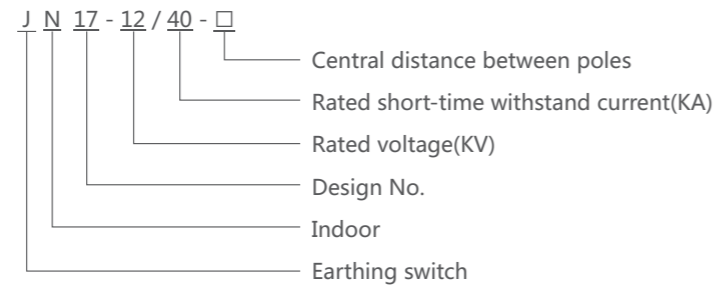 J N 17 - 12 / 40 - □
Central distance between poles
Rated short-time withstand current(KA)
Rated voltage(KV)
Design No.
Indoor
Earthing switch